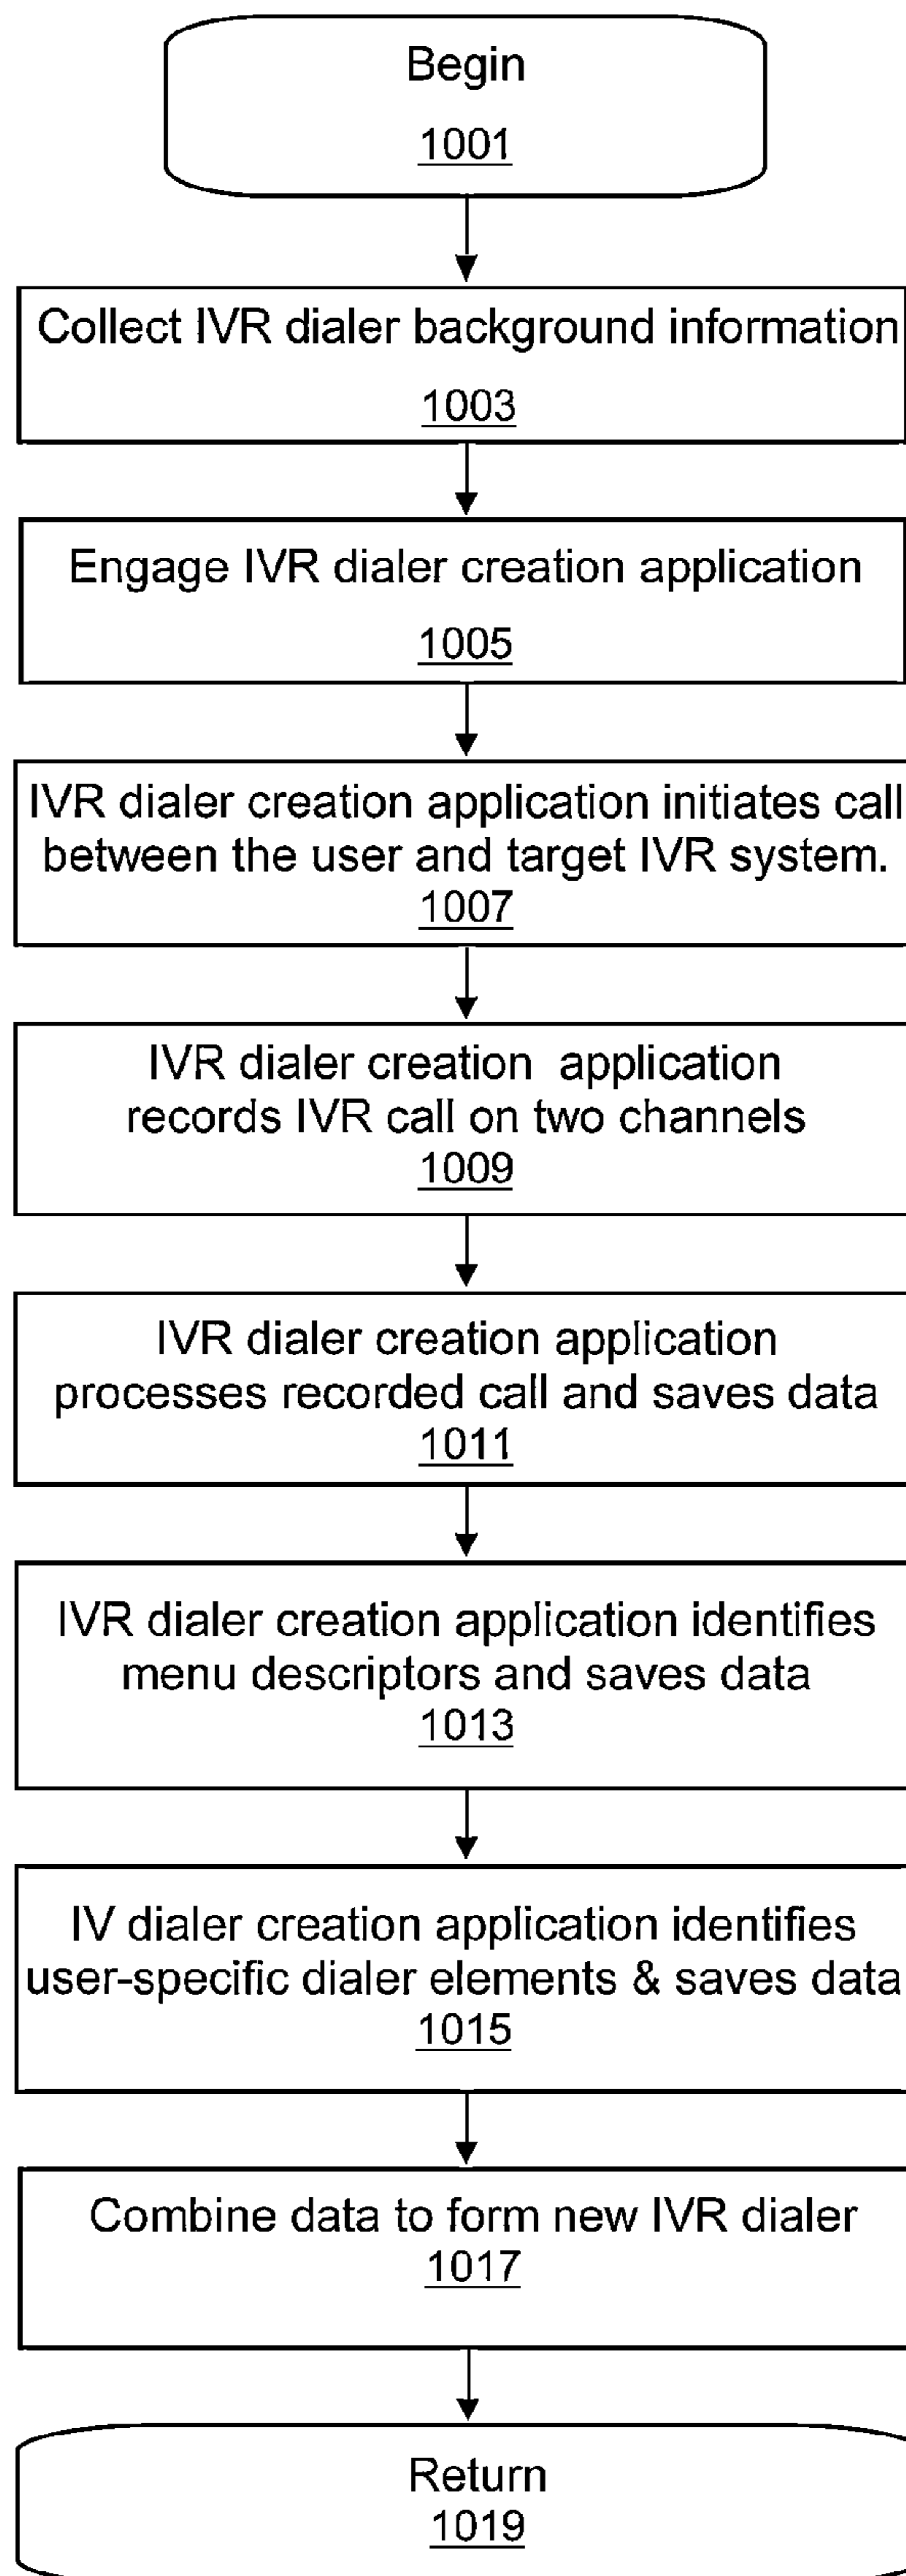 Begin
1001
Collect IVR dialer background information
1003
Engage IVR dialer creation application
1005
IVR dialer creation application initiates call
between the user and target IVR system.
1007
IVR dialer creation application
records IVR call on two channels
1009
IVR dialer creation application
processes recorded call and saves data
1011
IVR dialer creation application identifies
menu descriptors and saves data
1013
IV dialer creation application identifies
user-specific dialer elements & saves data
1015
Combine data to form new IVR dialer
1017
Return
1019